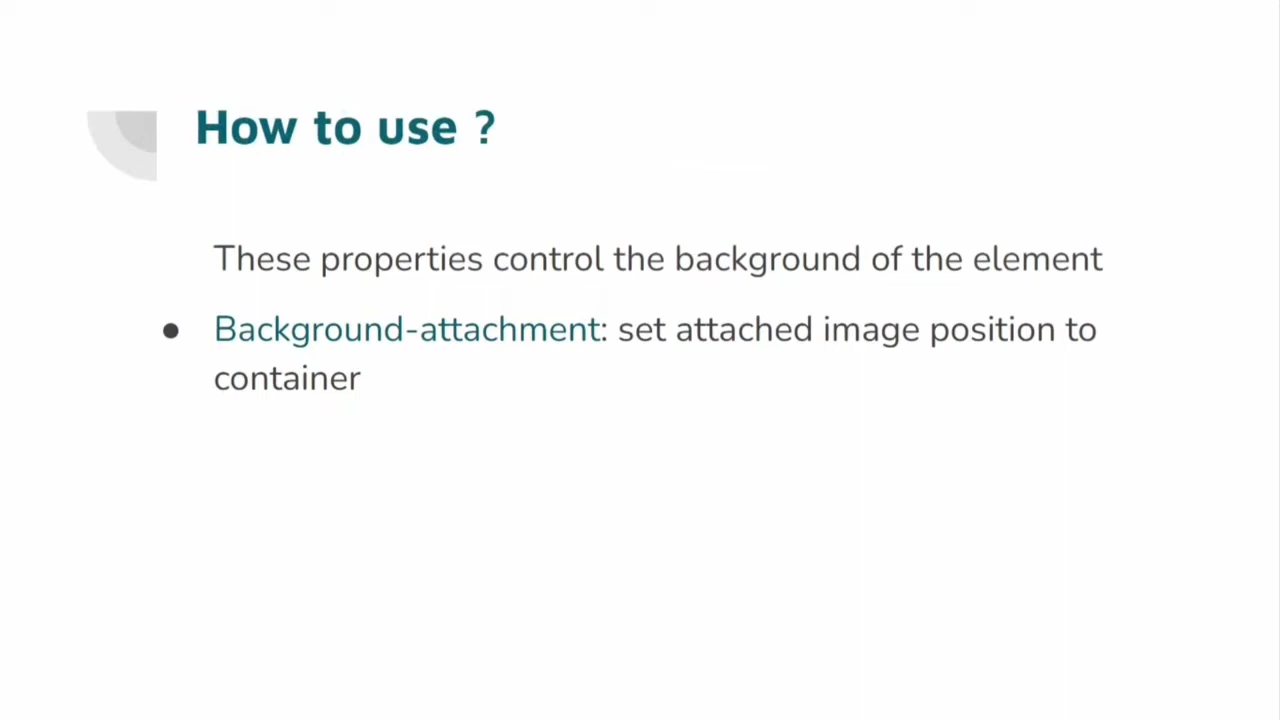 How to use ?
These properties control the background of the element
● Background-attachment: set attached image position to
container